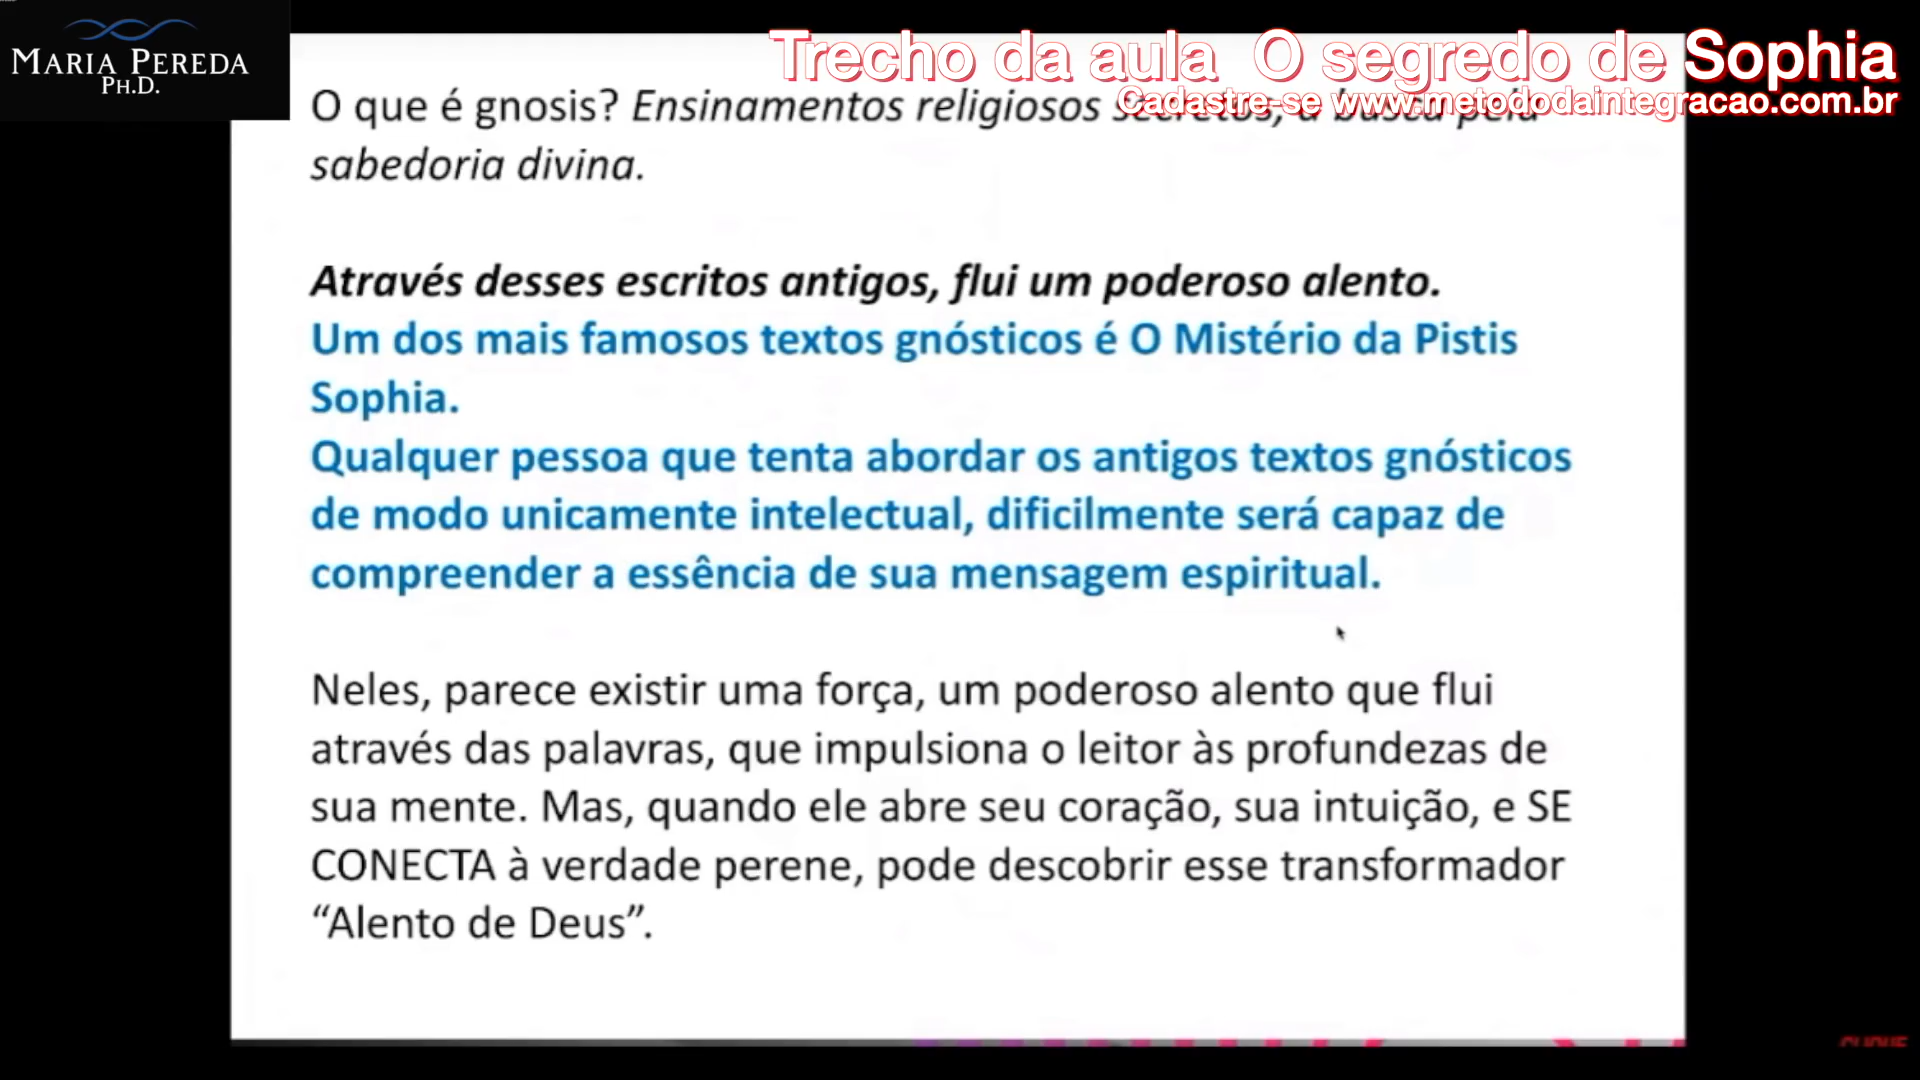 MARIA PEREDA
PH.D.
Trecho da aula O segredo de Sophia
Cadastre-se www.metododaintegracao.com.br
O que é gnosis? Ensinamentos religiosos secretos, a busca pela
sabedoria divina.
Através desses escritos antigos, flui um poderoso alento.
Um dos mais famosos textos gnósticos é O Mistério da Pistis
Sophia.
Qualquer pessoa que tenta abordar os antigos textos gnósticos
de modo unicamente intelectual, dificilmente será capaz de
compreender a essência de sua mensagem espiritual.
Neles, parece existir uma força, um poderoso alento que flui
através das palavras, que impulsiona o leitor às profundezas de
sua mente. Mas, quando ele abre seu coração, sua intuição, e SE
CONECTA à verdade perene, pode descobrir esse transformador
“Alento de Deus”.